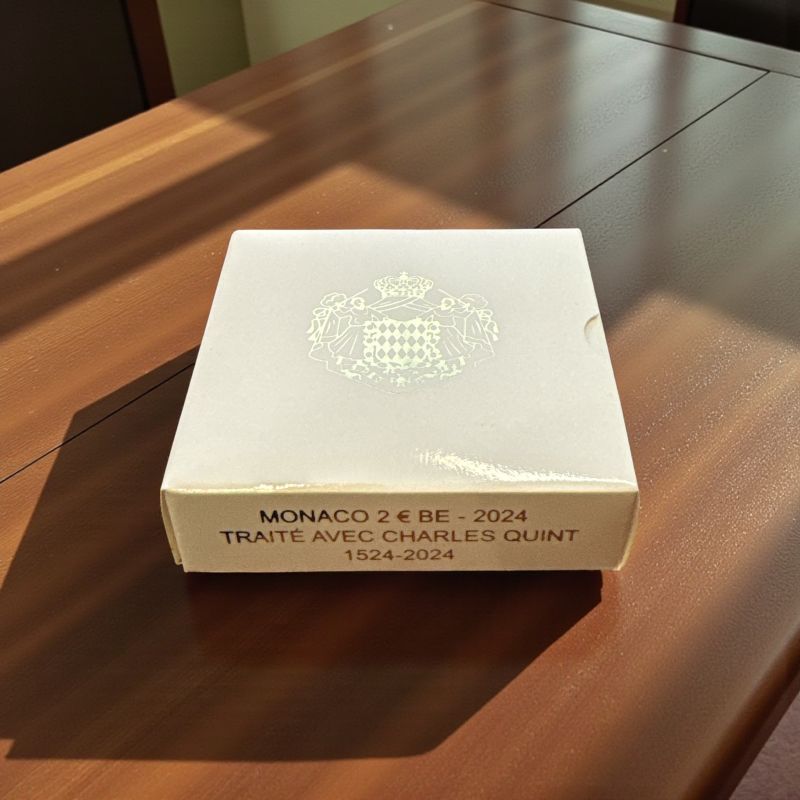 MONACO 2 € BE - 2024
TRAITÉ AVEC CHARLES QUINT
1524-2024